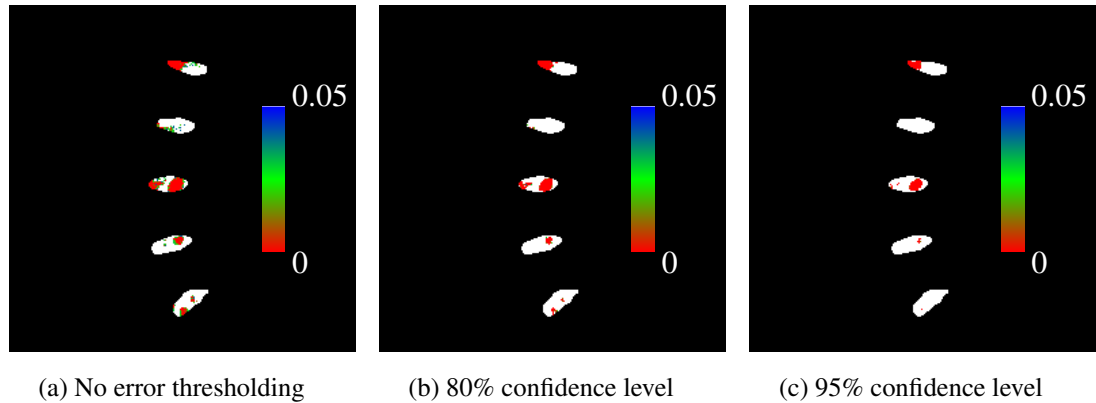 0.05
0
0.05
0
0.05
0
(a) No error thresholding
(b) 80% confidence level
(c) 95% confidence level